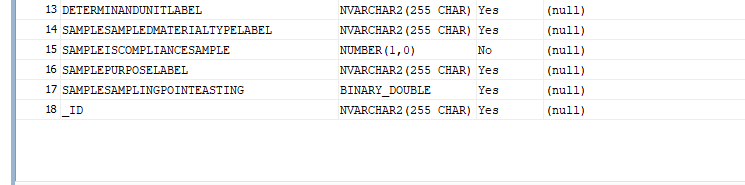 13 DETERMINANDUNITLABEL NVARCHAR2(255 CHAR) Yes (null)
14 SAMPLESAMPLEDMATERIALTYPELABEL NVARCHAR2(255 CHAR) Yes (null)
15 SAMPLEISCOMPLIANCESAMPLE NUMBER(1,0) No (null)
16 SAMPLEPURPOSELABEL NVARCHAR2(255 CHAR) Yes (null)
17 SAMPLESAMPLINGPOINTEASTING BINARY_DOUBLE Yes (null)
18 _ID NVARCHAR2(255 CHAR) Yes (null)